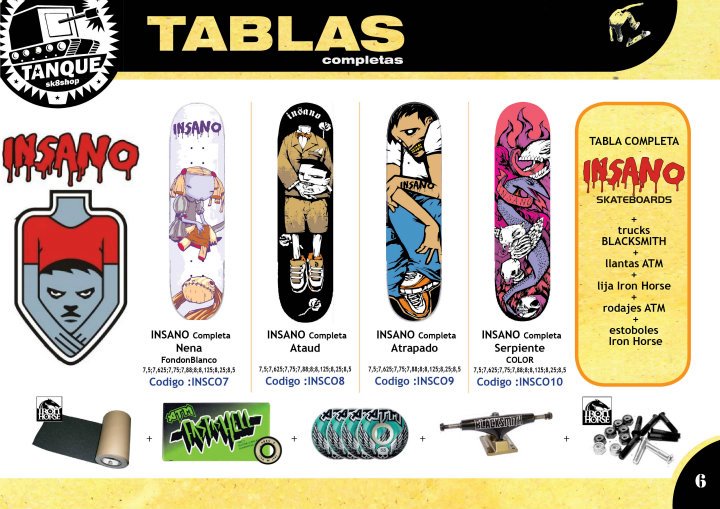 TANQUE
sk8shop
TABLAS
completas
INSANO
INSANO
insano
INSANO
INSANO Completa
Nena
FondonBlanco
7,5;7,625;7,75;7,88;8;8,125;8,25;8,5
Codigo :INSCO7
INSANO Completa
Ataud
7,5;7,625;7,75;7,88;8;8,125;8,25;8,5
Codigo :INSCO8
INSANO Completa
Atrapado
7,5;7,625;7,75;7,88;8;8,125;8,25;8,5
Codigo :INSCO9
INSANO Completa
Serpiente
COLOR
7,5;7,625;7,75;7,88;8;8,125;8,25;8,5
Codigo :INSCO10
TABLA COMPLETA
INSANO
SKATEBOARDS
+
trucks
BLACKSMITH
+
llantas ATM
+
lija Iron Horse
+
rodajes ATM
+
estoboles
Iron Horse
IRON
HORSE
+
ATM
+
ATM
+
BLACKSMITH
+
IRON
HORSE
6